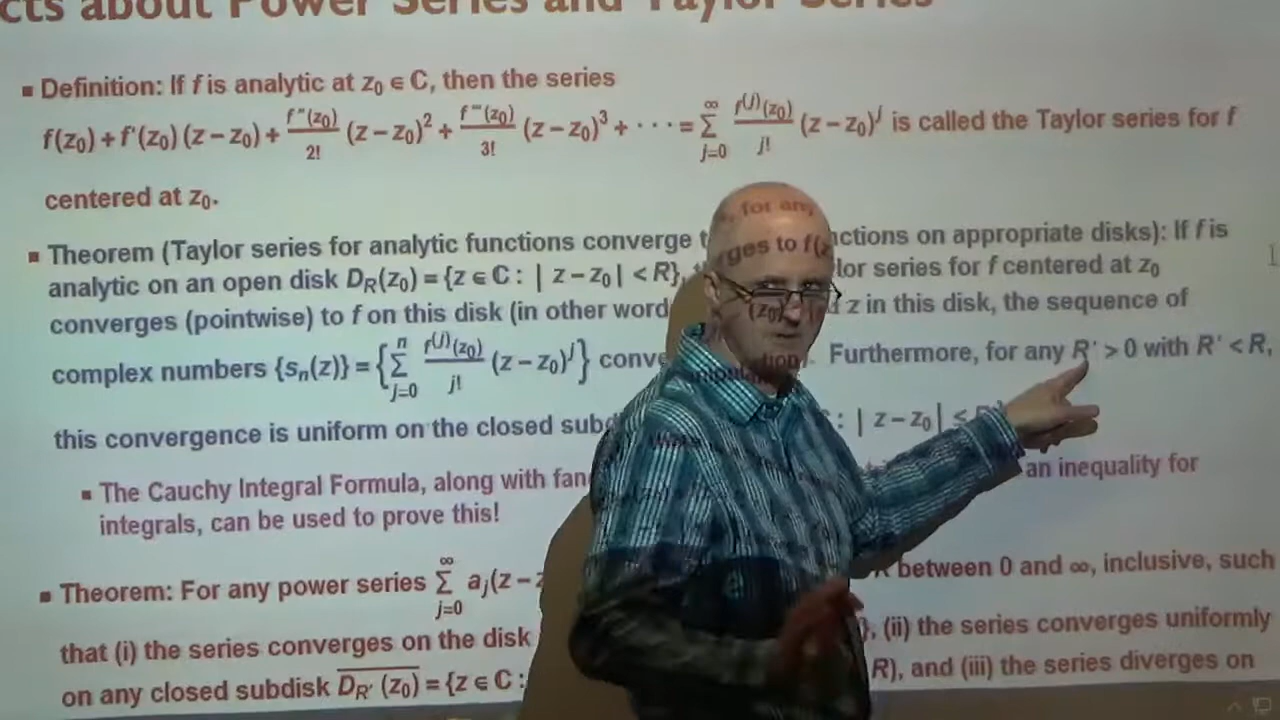 cts about Power Series and Taylor Series
▪ Definition: If f is analytic at z₀ ∈ C, then the series
f(z₀) + f'(z₀) (z − z₀) + f''(z₀)/2! (z − z₀)² + f'''(z₀)/3! (z − z₀)³ + ··· = ∑_{j=0}^{∞} f^(j)(z₀)/j! (z − z₀)^j is called the Taylor series for f
centered at z₀.
▪ Theorem (Taylor series for analytic functions converge t nctions on appropriate disks): If f is
analytic on an open disk D_R(z₀) = {z ∈ C : | z − z₀| < R}, lor series for f centered at z₀
converges (pointwise) to f on this disk (in other word z in this disk, the sequence of
complex numbers {sₙ(z)} = {∑_{j=0}^{n} f^(j)(z₀)/j! (z − z₀)^j} conve Furthermore, for any R' > 0 with R' < R,
this convergence is uniform on the closed sub : | z − z₀|
▪ The Cauchy Integral Formula, along with fan an inequality for
integrals, can be used to prove this!
▪ Theorem: For any power series ∑_{j=0}^{∞} a_j(z − z between 0 and ∞, inclusive, such
that (i) the series converges on the disk }, (ii) the series converges uniformly
on any closed subdisk D_R'(z₀) = {z ∈ C : R), and (iii) the series diverges on